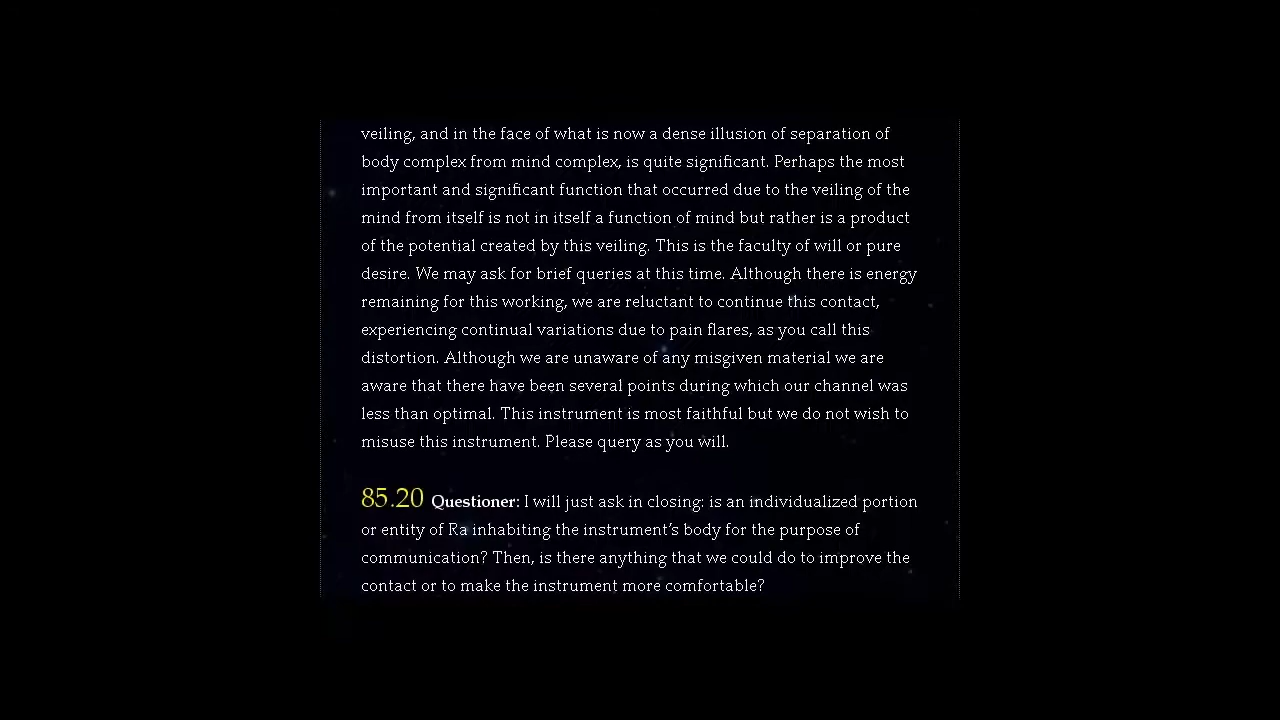 veiling, and in the face of what is now a dense illusion of separation of
body complex from mind complex, is quite significant. Perhaps the most
important and significant function that occurred due to the veiling of the
mind from itself is not in itself a function of mind but rather is a product
of the potential created by this veiling. This is the faculty of will or pure
desire. We may ask for brief queries at this time. Although there is energy
remaining for this working, we are reluctant to continue this contact,
experiencing continual variations due to pain flares, as you call this
distortion. Although we are unaware of any misgiven material we are
aware that there have been several points during which our channel was
less than optimal. This instrument is most faithful but we do not wish to
misuse this instrument. Please query as you will.
85.20 Questioner: I will just ask in closing: is an individualized portion
or entity of Ra inhabiting the instrument's body for the purpose of
communication? Then, is there anything that we could do to improve the
contact or to make the instrument more comfortable?